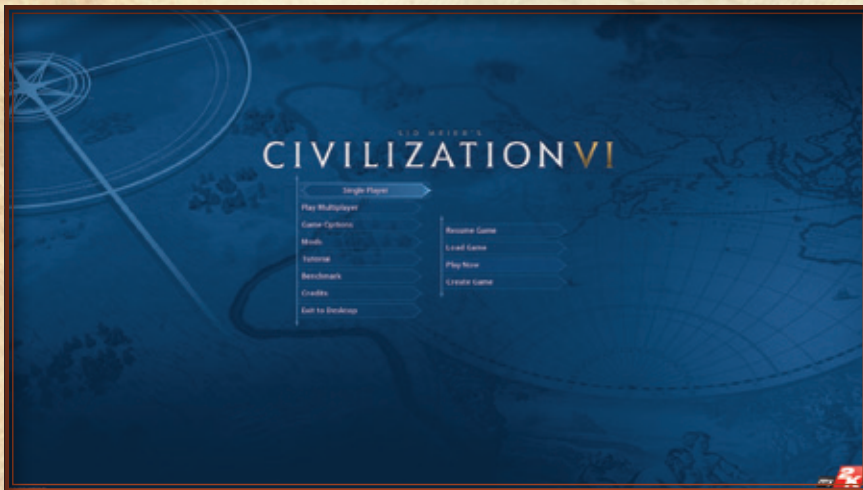 SID MEIER'S
CIVILIZATION VI
Single Player
Play Multiplayer
Game Options
Mods
Tutorial
Benchmark
Credits
Exit to Desktop
Resume Game
Load Game
Play Now
Create Game
2K